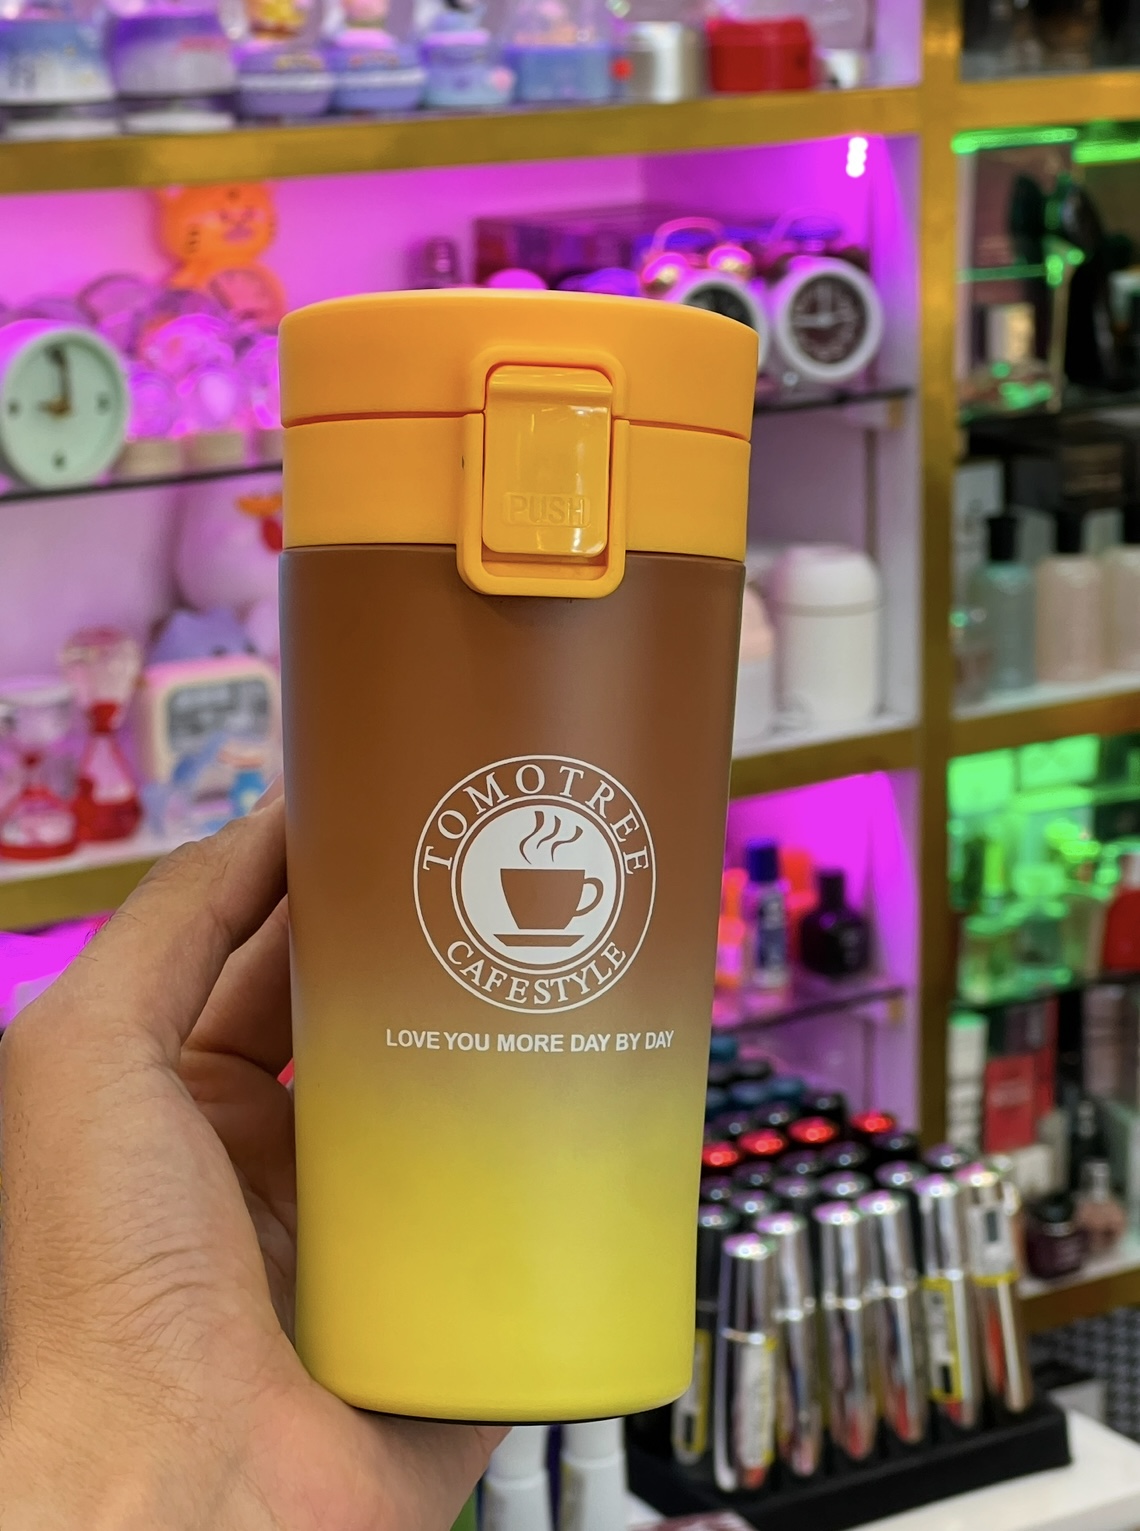 PUSH
TOMOTREE
CAFESTYLE
LOVE YOU MORE DAY BY DAY